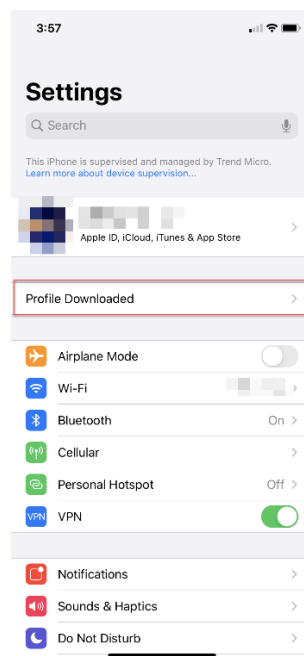 3:57
Settings
Search
This iPhone is supervised and managed by Trend Micro.
Learn more about device supervision...
Apple ID, iCloud, iTunes & App Store
Profile Downloaded
Airplane Mode
Wi-Fi
Bluetooth On
Cellular
Personal Hotspot Off
VPN VPN
Notifications
Sounds & Haptics
Do Not Disturb